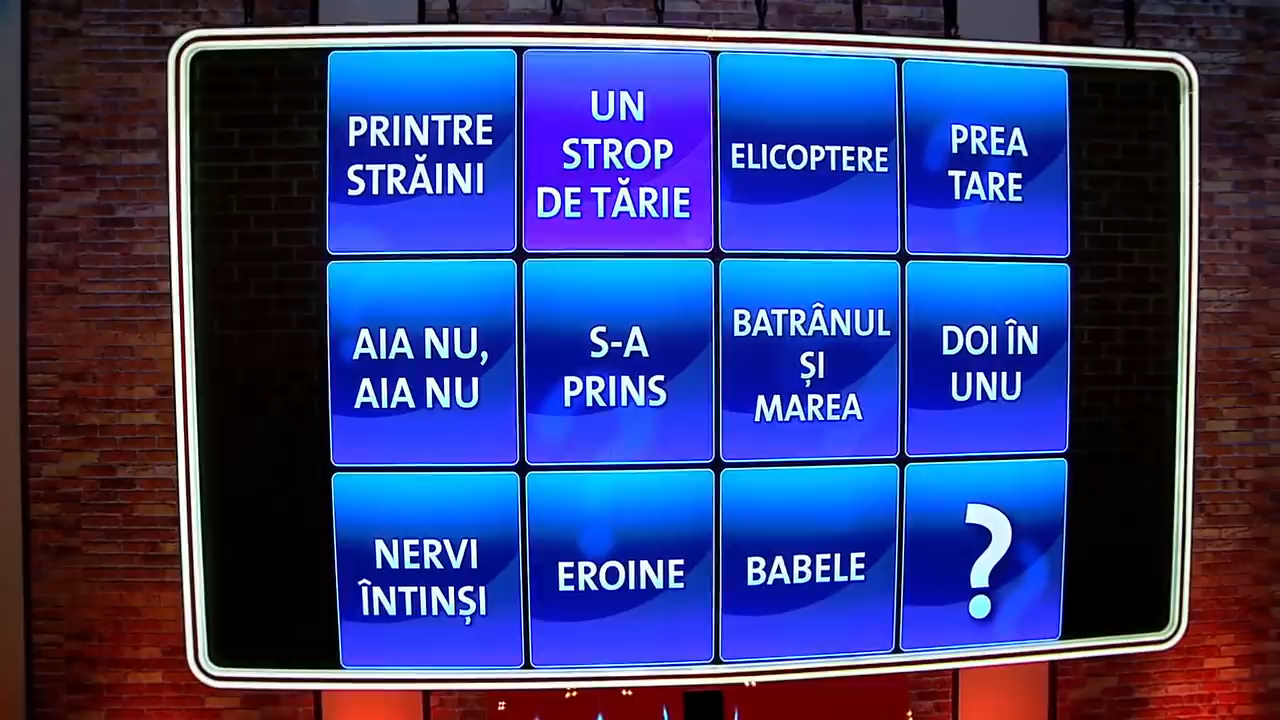 PRINTRE
STRĂINI
UN
STROP
DE TĂRIE
ELICOPTERE
PREA
TARE
AIA NU,
AIA NU
S-A
PRINS
BATRÂNUL
ȘI
MAREA
DOI ÎN
UNU
NERVI
ÎNTINȘI
EROINE
BABELE
?